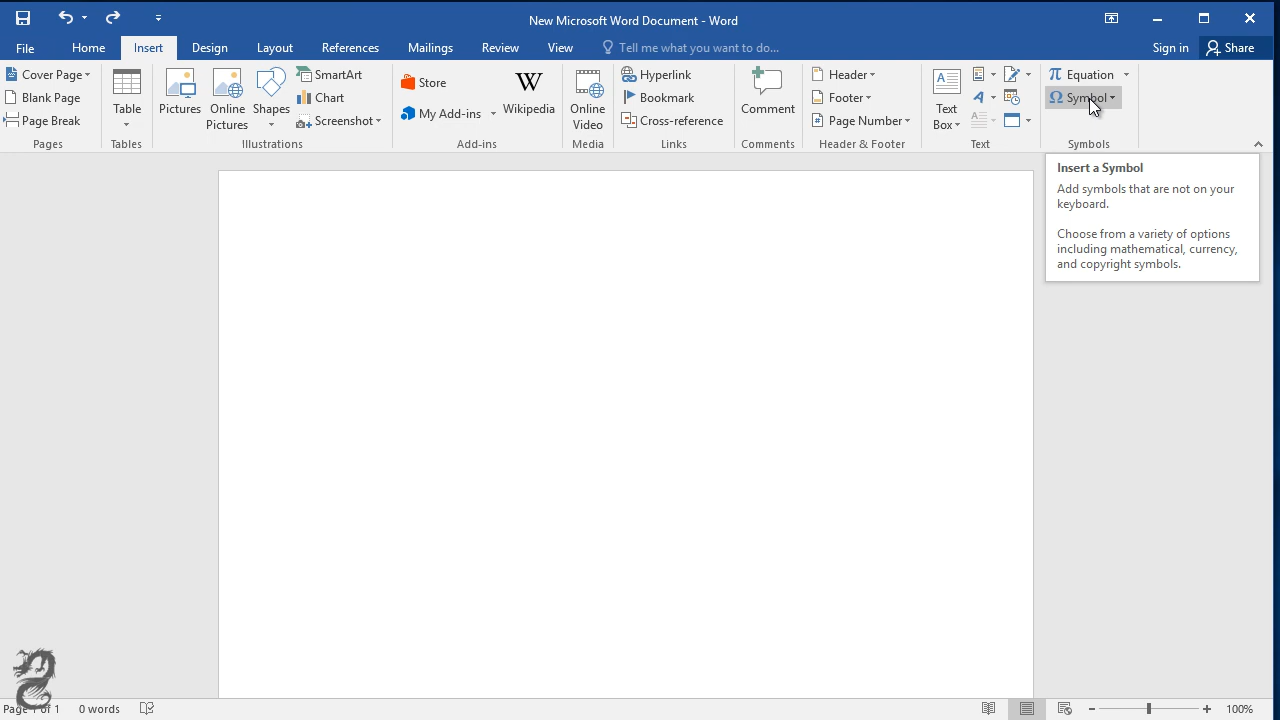 New Microsoft Word Document - Word
File Home Insert Design Layout References Mailings Review View Tell me what you want to do... Sign in Share
Cover Page
Blank Page
Page Break
Pages
Table
Tables
Pictures
Online
Pictures
Shapes
SmartArt
Chart
Screenshot
Illustrations
Store
My Add-ins
W
Wikipedia
Add-ins
Online
Video
Media
Hyperlink
Bookmark
Cross-reference
Links
Comment
Comments
Header
Footer
# Page Number
Header & Footer
A
Text
Box
A
A
Text
π Equation
Ω Symbol
Symbols
Insert a Symbol
Add symbols that are not on your
keyboard.
Choose from a variety of options
including mathematical, currency,
and copyright symbols.
Page 1 of 1 0 words 100%